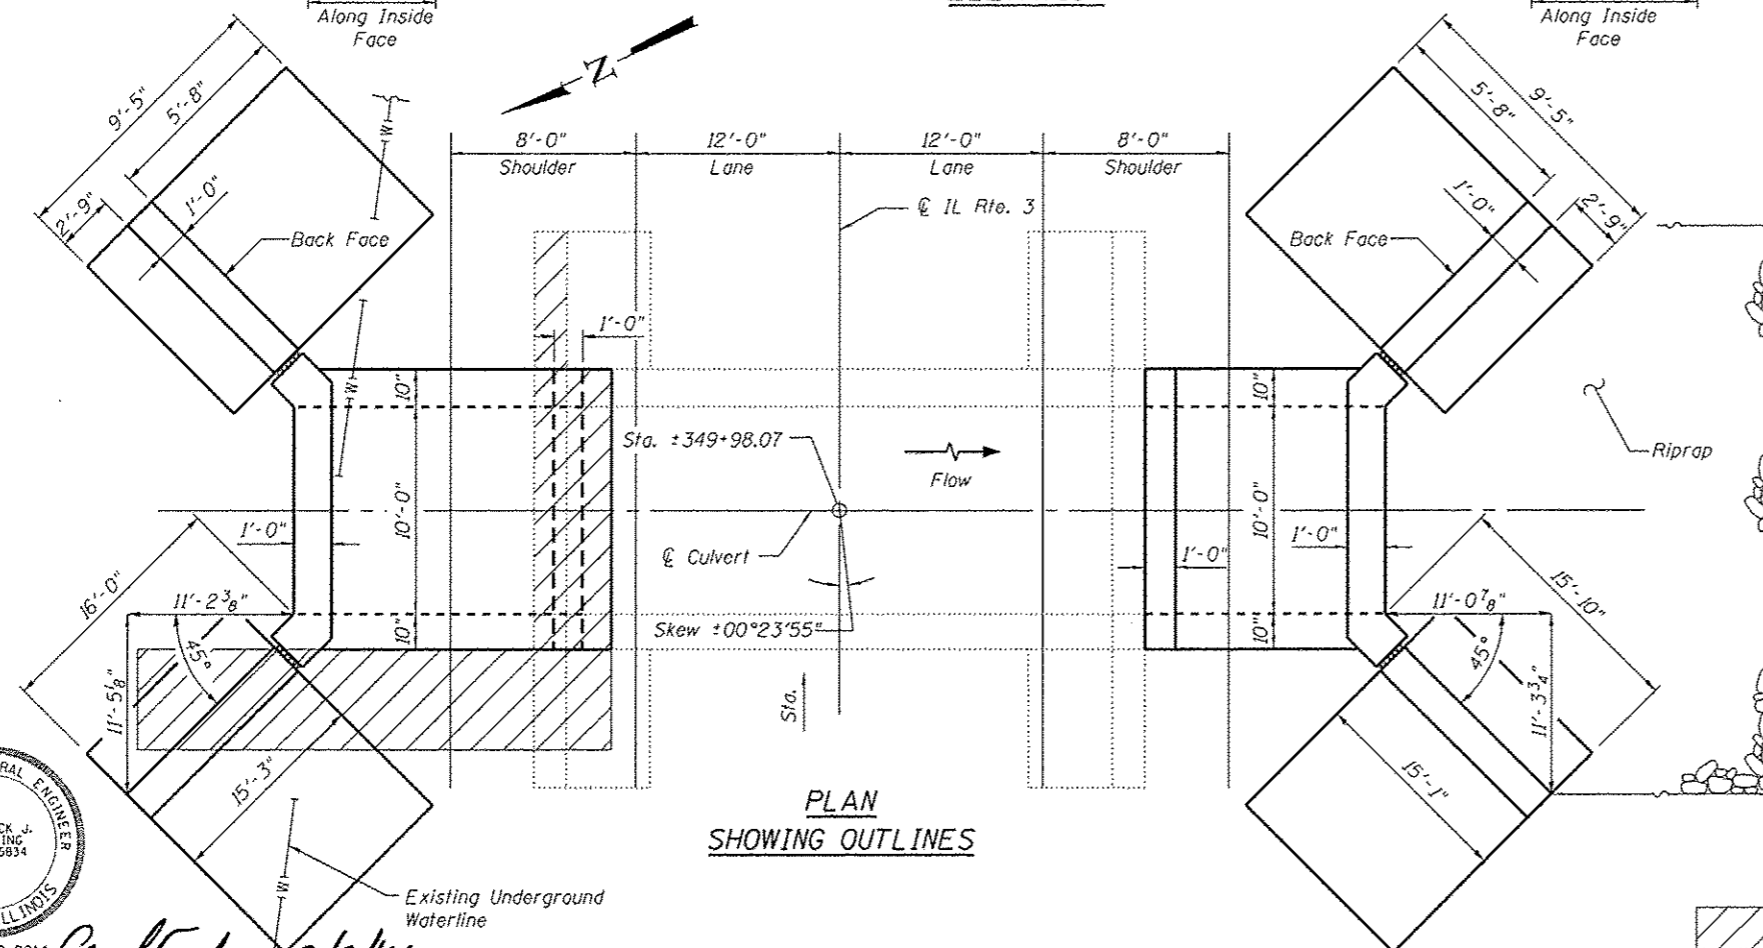 Along Inside
Face
Along Inside
Face
N
9'-5"
5'-8"
2'-9"
1'-0"
Back Face
W
W
8'-0"
Shoulder
12'-0"
Lane
12'-0"
Lane
8'-0"
Shoulder
℄ IL Rte. 3
9'-5"
5'-8"
2'-9"
1'-0"
Back Face
1'-0"
10"
10'-0"
10"
1'-0"
Sta. ±349+98.07
Flow
℄ Culvert
Skew ±00°23'55"
Sta.
10"
10'-0"
10"
1'-0"
1'-0"
Riprap
16'-0"
11'-2 3/8"
45°
11'-5 1/8"
15'-3"
W
Existing Underground
Waterline
15'-10"
11'-0 7/8"
45°
11'-3 3/4"
15'-1"
PLAN
SHOWING OUTLINES
RAL ENGINEER
CK J.
ING
6834
LLINOIS